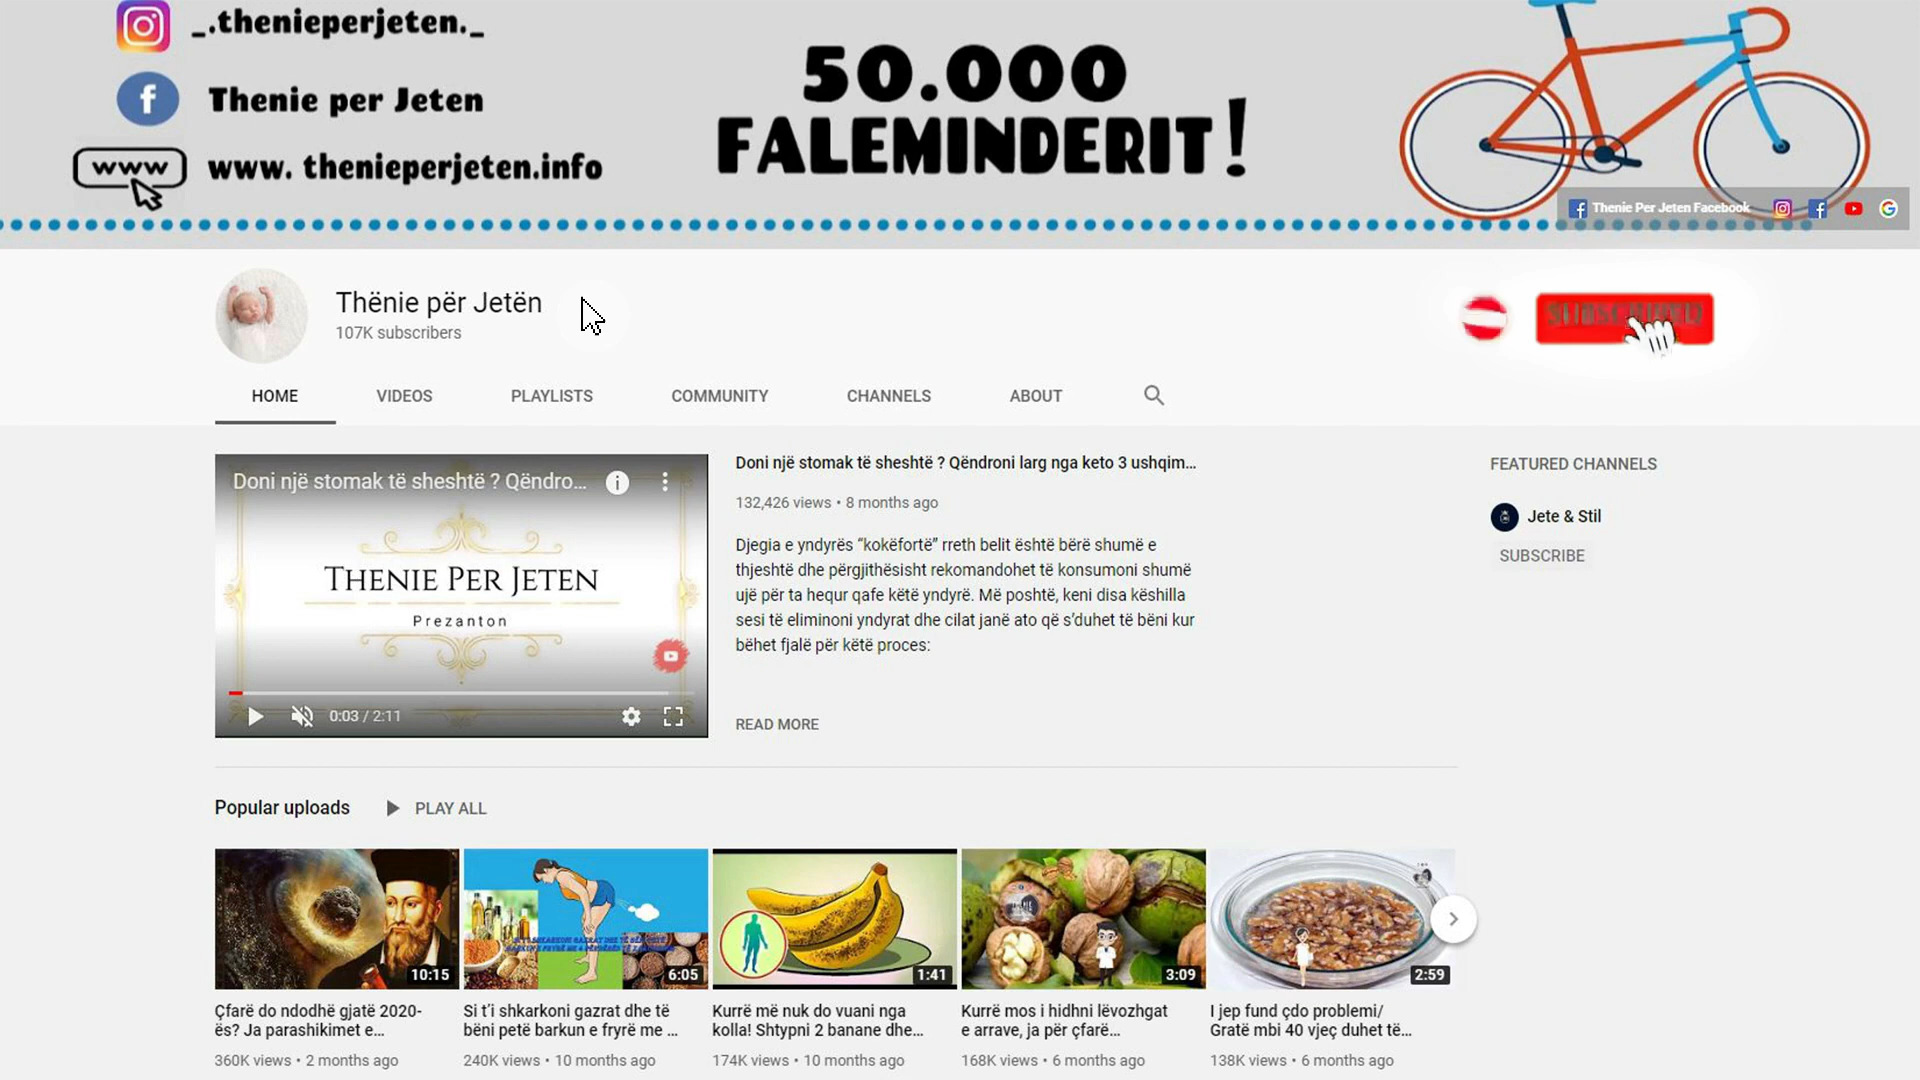 _.thenieperjeten._
Thenie per Jeten
www
www. thenieperjeten.info
50.000
FALEMINDERIT!
Thenie Per Jeten Facebook
Thënie për Jetën
107K subscribers
HOME
VIDEOS
PLAYLISTS
COMMUNITY
CHANNELS
ABOUT
Doni një stomak të sheshtë ? Qëndro...
THENIE PER JETEN
Prezanton
0:03 / 2:11
Doni një stomak të sheshtë ? Qëndroni larg nga keto 3 ushqim...
132,426 views • 8 months ago
Djegia e yndyrës “kokëfortë” rreth belit është bërë shumë e
thjeshtë dhe përgjithësisht rekomandohet të konsumoni shumë
ujë për ta hequr qafe këtë yndyrë. Më poshtë, keni disa këshilla
sesi të eliminoni yndyrat dhe cilat janë ato që s’duhet të bëni kur
bëhet fjalë për këtë proces:
READ MORE
FEATURED CHANNELS
Jete & Stil
SUBSCRIBE
Popular uploads
PLAY ALL
10:15
6:05
1:41
3:09
2:59
Çfarë do ndodhë gjatë 2020-
ës? Ja parashikimet e...
360K views • 2 months ago
Si t’i shkarkoni gazrat dhe të
bëni petë barkun e fryrë me ...
240K views • 10 months ago
Kurrë më nuk do vuani nga
kolla! Shtypni 2 banane dhe...
174K views • 10 months ago
Kurrë mos i hidhni lëvozhgat
e arrave, ja për çfarë...
168K views • 6 months ago
I jep fund çdo problemi/
Gratë mbi 40 vjeç duhet të...
138K views • 6 months ago